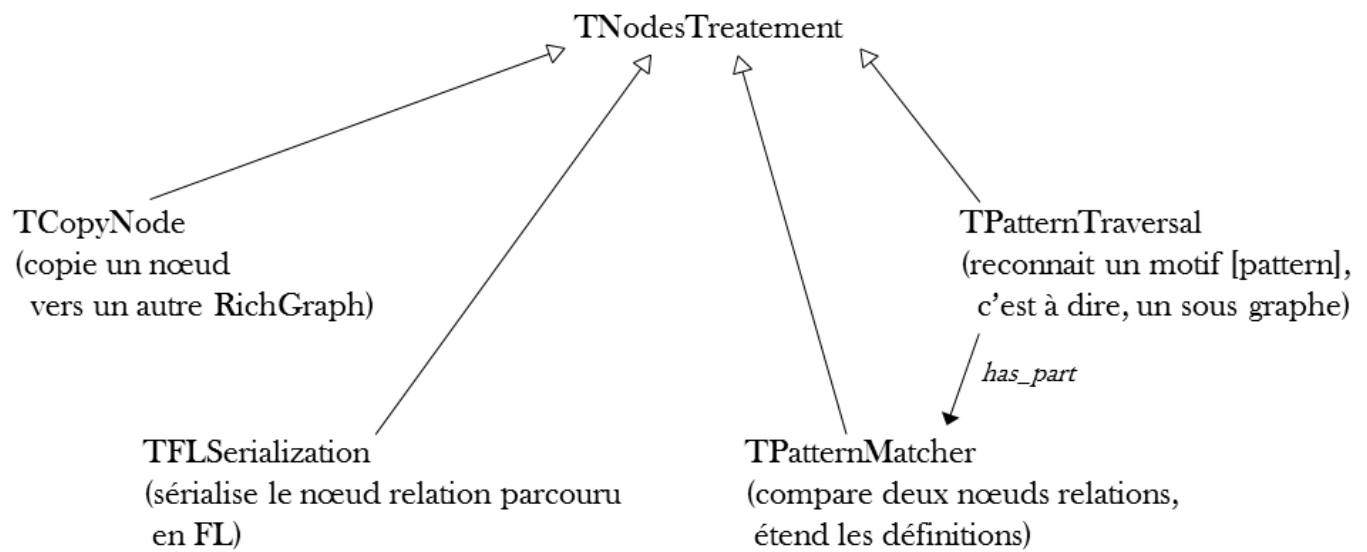 TNodesTreatement
TCopyNode
(copie un nœud
vers un autre RichGraph)
TPatternTraversal
(reconnait un motif [pattern],
c’est à dire, un sous graphe)
has_part
TFLSerialization
(sérialise le nœud relation parcouru
en FL)
TPatternMatcher
(compare deux nœuds relations,
étend les définitions)